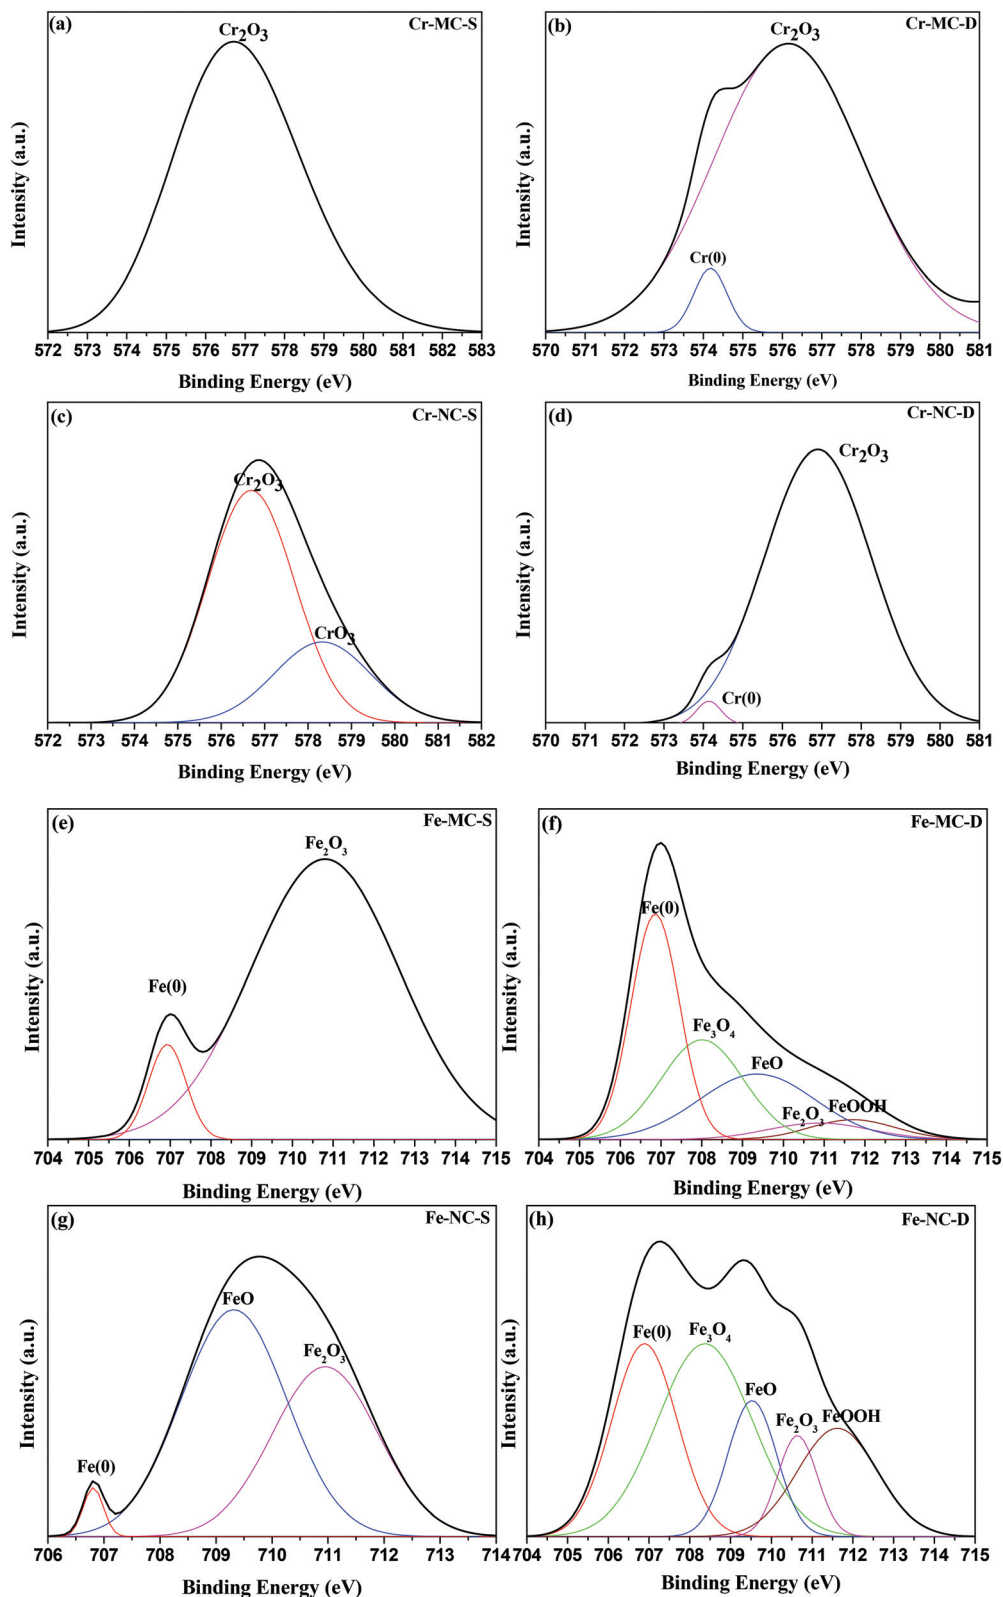 (a) Cr-MC-S
Cr₂O₃
Intensity (a.u.)
572 573 574 575 576 577 578 579 580 581 582 583
Binding Energy (eV)
(b) Cr-MC-D
Cr₂O₃
Cr(0)
Intensity (a.u.)
570 571 572 573 574 575 576 577 578 579 580 581
Binding Energy (eV)
(c) Cr-NC-S
Cr₂O₃
CrO₃
Intensity (a.u.)
572 573 574 575 576 577 578 579 580 581 582
Binding Energy (eV)
(d) Cr-NC-D
Cr₂O₃
Cr(0)
Intensity (a.u.)
570 571 572 573 574 575 576 577 578 579 580 581
Binding Energy (eV)
(e) Fe-MC-S
Fe₂O₃
Fe(0)
Intensity (a.u.)
704 705 706 707 708 709 710 711 712 713 714 715
Binding Energy (eV)
(f) Fe-MC-D
Fe(0)
Fe₃O₄
FeO
Fe₂O₃ FeOOH
Intensity (a.u.)
704 705 706 707 708 709 710 711 712 713 714 715
Binding Energy (eV)
(g) Fe-NC-S
FeO
Fe₂O₃
Fe(0)
Intensity (a.u.)
706 707 708 709 710 711 712 713 714
Binding Energy (eV)
(h) Fe-NC-D
Fe(0) Fe₃O₄
FeO
Fe₂O₃ FeOOH
Intensity (a.u.)
704 705 706 707 708 709 710 711 712 713 714 715
Binding Energy (eV)